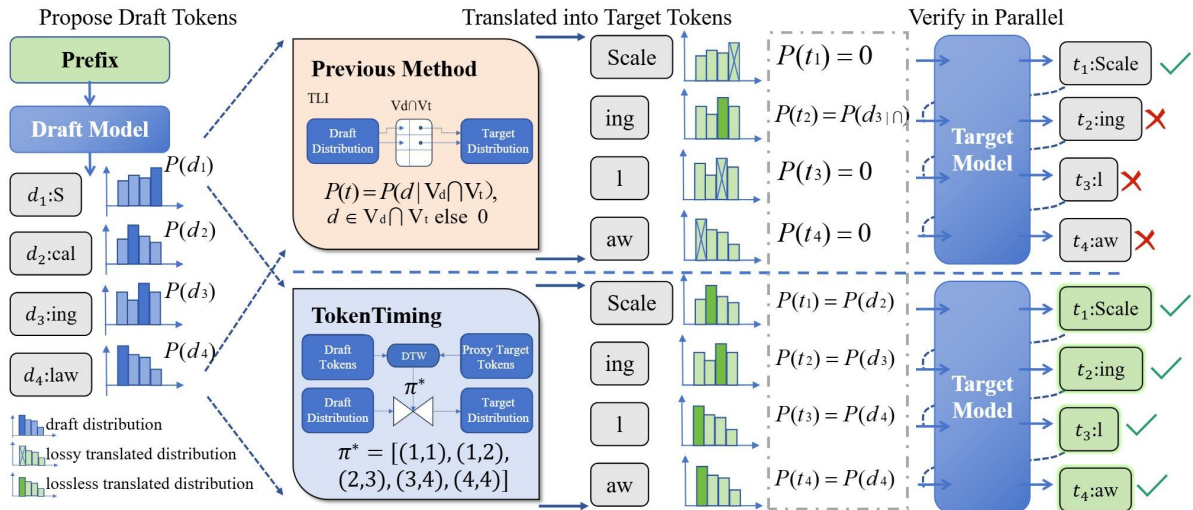 Propose Draft Tokens
Translated into Target Tokens
Verify in Parallel
Prefix
Draft Model
d₁:S
P(d₁)
d₂:cal
P(d₂)
d₃:ing
P(d₃)
d₄:law
P(d₄)
draft distribution
lossy translated distribution
lossless translated distribution
Previous Method
TLI
Vd⋂Vt
Draft
Distribution
Target
Distribution
P(t) = P(d | Vd⋂Vt),
d ∈ Vd⋂Vt else 0
Scale
P(t₁) = 0
ing
P(t₂) = P(d₃|⋂)
l
P(t₃) = 0
aw
P(t₄) = 0
Target
Model
t₁:Scale
t₂:ing
t₃:l
t₄:aw
TokenTiming
Draft
Tokens
DTW
Proxy Target
Tokens
π*
Draft
Distribution
Target
Distribution
π* = [(1,1), (1,2),
(2,3), (3,4), (4,4)]
Scale
P(t₁) = P(d₂)
ing
P(t₂) = P(d₃)
l
P(t₃) = P(d₄)
aw
P(t₄) = P(d₄)
Target
Model
t₁:Scale
t₂:ing
t₃:l
t₄:aw